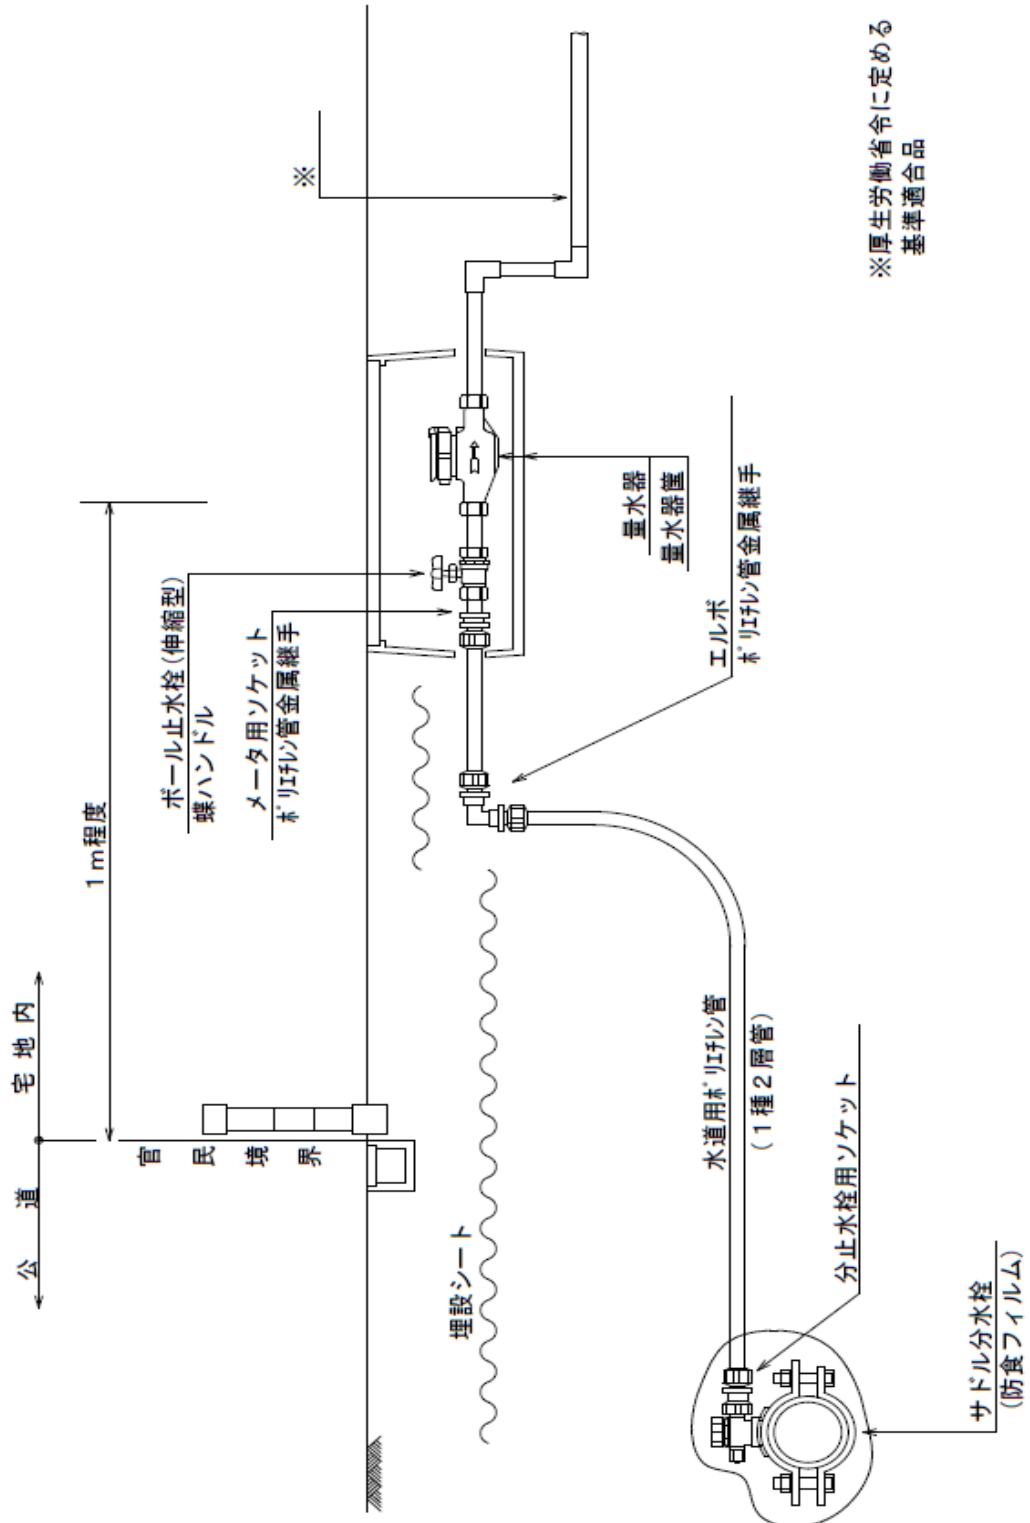 公 道
宅 地 内
1m程度
官 民 境 界
ボール止水栓(伸縮型)
蝶ハンドル
メータ用ソケット
ポリエチレン管金属継手
※
埋設シート
量水器
量水器筐
エルボ
ポリエチレン管金属継手
水道用ポリエチレン管
(1種2層管)
分止水栓用ソケット
サドル分水栓
(防食フィルム)
※厚生労働省令に定める
基準適合品